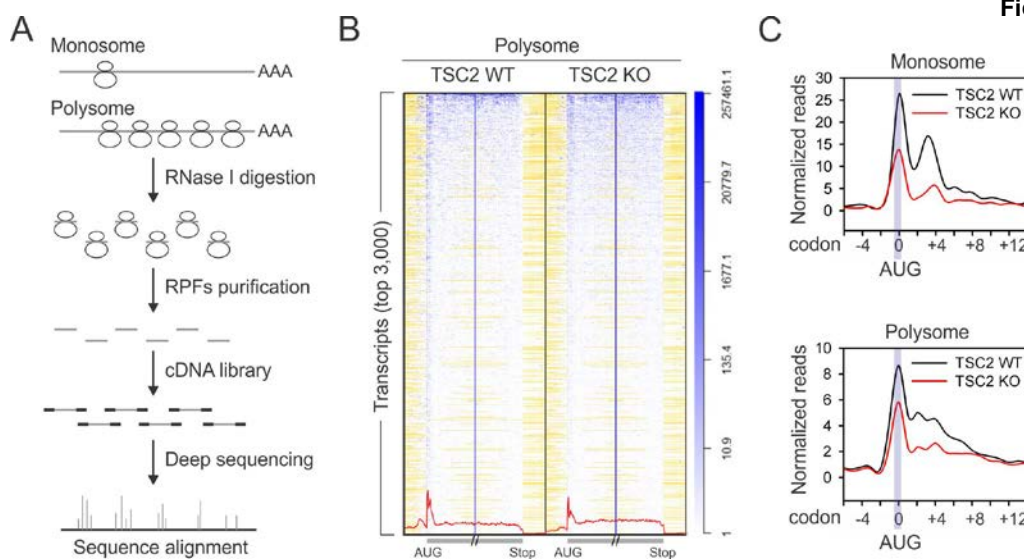 Fi
A
Monosome
AAA
Polysome
AAA
RNase I digestion
RPFs purification
cDNA library
Deep sequencing
Sequence alignment
B
Polysome
TSC2 WT
TSC2 KO
Transcripts (top 3,000)
AUG
Stop
AUG
Stop
257461.1
20779.7
1677.1
135.4
10.9
1
C
Monosome
Normalized reads
30
25
20
15
10
5
0
TSC2 WT
TSC2 KO
codon
-4
0
+4
+8
+12
AUG
Polysome
Normalized reads
10
8
6
4
2
0
TSC2 WT
TSC2 KO
codon
-4
0
+4
+8
+12
AUG